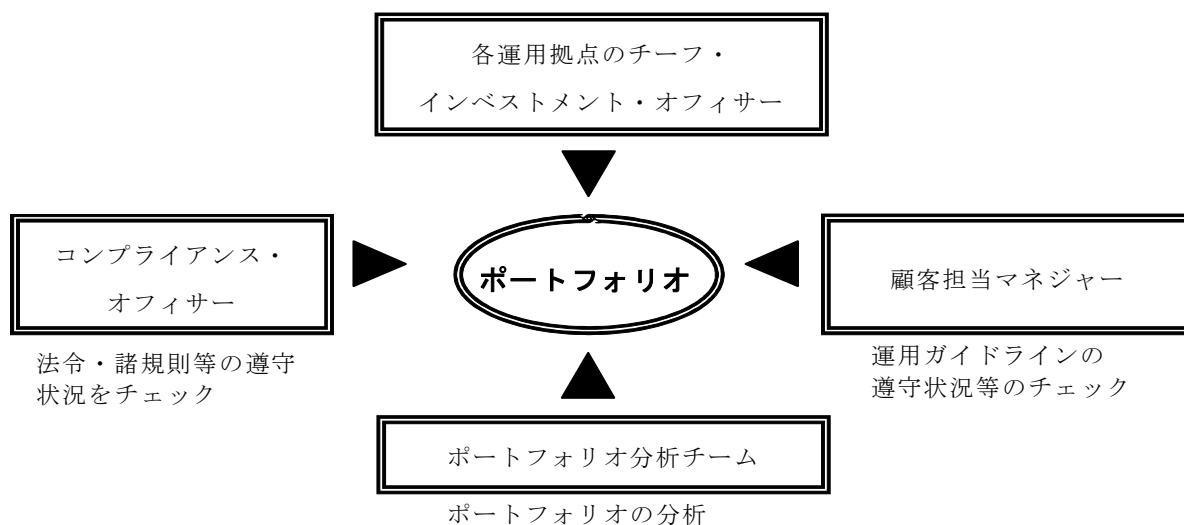 各運用拠点のチーフ・
インベストメント・オフィサー
コンプライアンス・
オフィサー
法令・諸規則等の遵守
状況をチェック
ポートフォリオ
顧客担当マネジャー
運用ガイドラインの
遵守状況等のチェック
ポートフォリオ分析チーム
ポートフォリオの分析